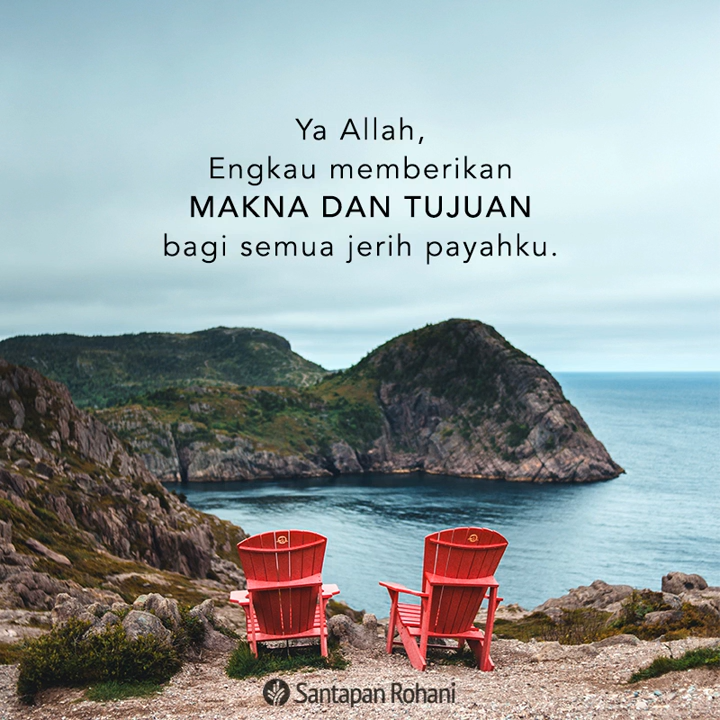 Ya Allah,
Engkau memberikan
MAKNA DAN TUJUAN
bagi semua jerih payahku.
Santapan Rohani